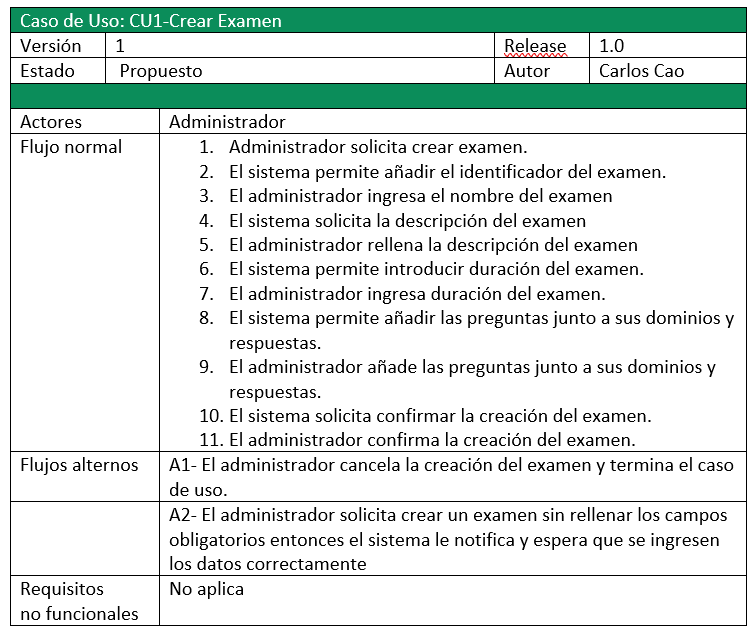 Caso de Uso: CU1-Crear Examen
Versión 1 Release 1.0
Estado Propuesto Autor Carlos Cao
Actores Administrador
Flujo normal 1. Administrador solicita crear examen.
2. El sistema permite añadir el identificador del examen.
3. El administrador ingresa el nombre del examen
4. El sistema solicita la descripción del examen
5. El administrador rellena la descripción del examen
6. El sistema permite introducir duración del examen.
7. El administrador ingresa duración del examen.
8. El sistema permite añadir las preguntas junto a sus dominios y
respuestas.
9. El administrador añade las preguntas junto a sus dominios y
respuestas.
10. El sistema solicita confirmar la creación del examen.
11. El administrador confirma la creación del examen.
Flujos alternos A1- El administrador cancela la creación del examen y termina el caso
de uso.
A2- El administrador solicita crear un examen sin rellenar los campos
obligatorios entonces el sistema le notifica y espera que se ingresen
los datos correctamente
Requisitos No aplica
no funcionales